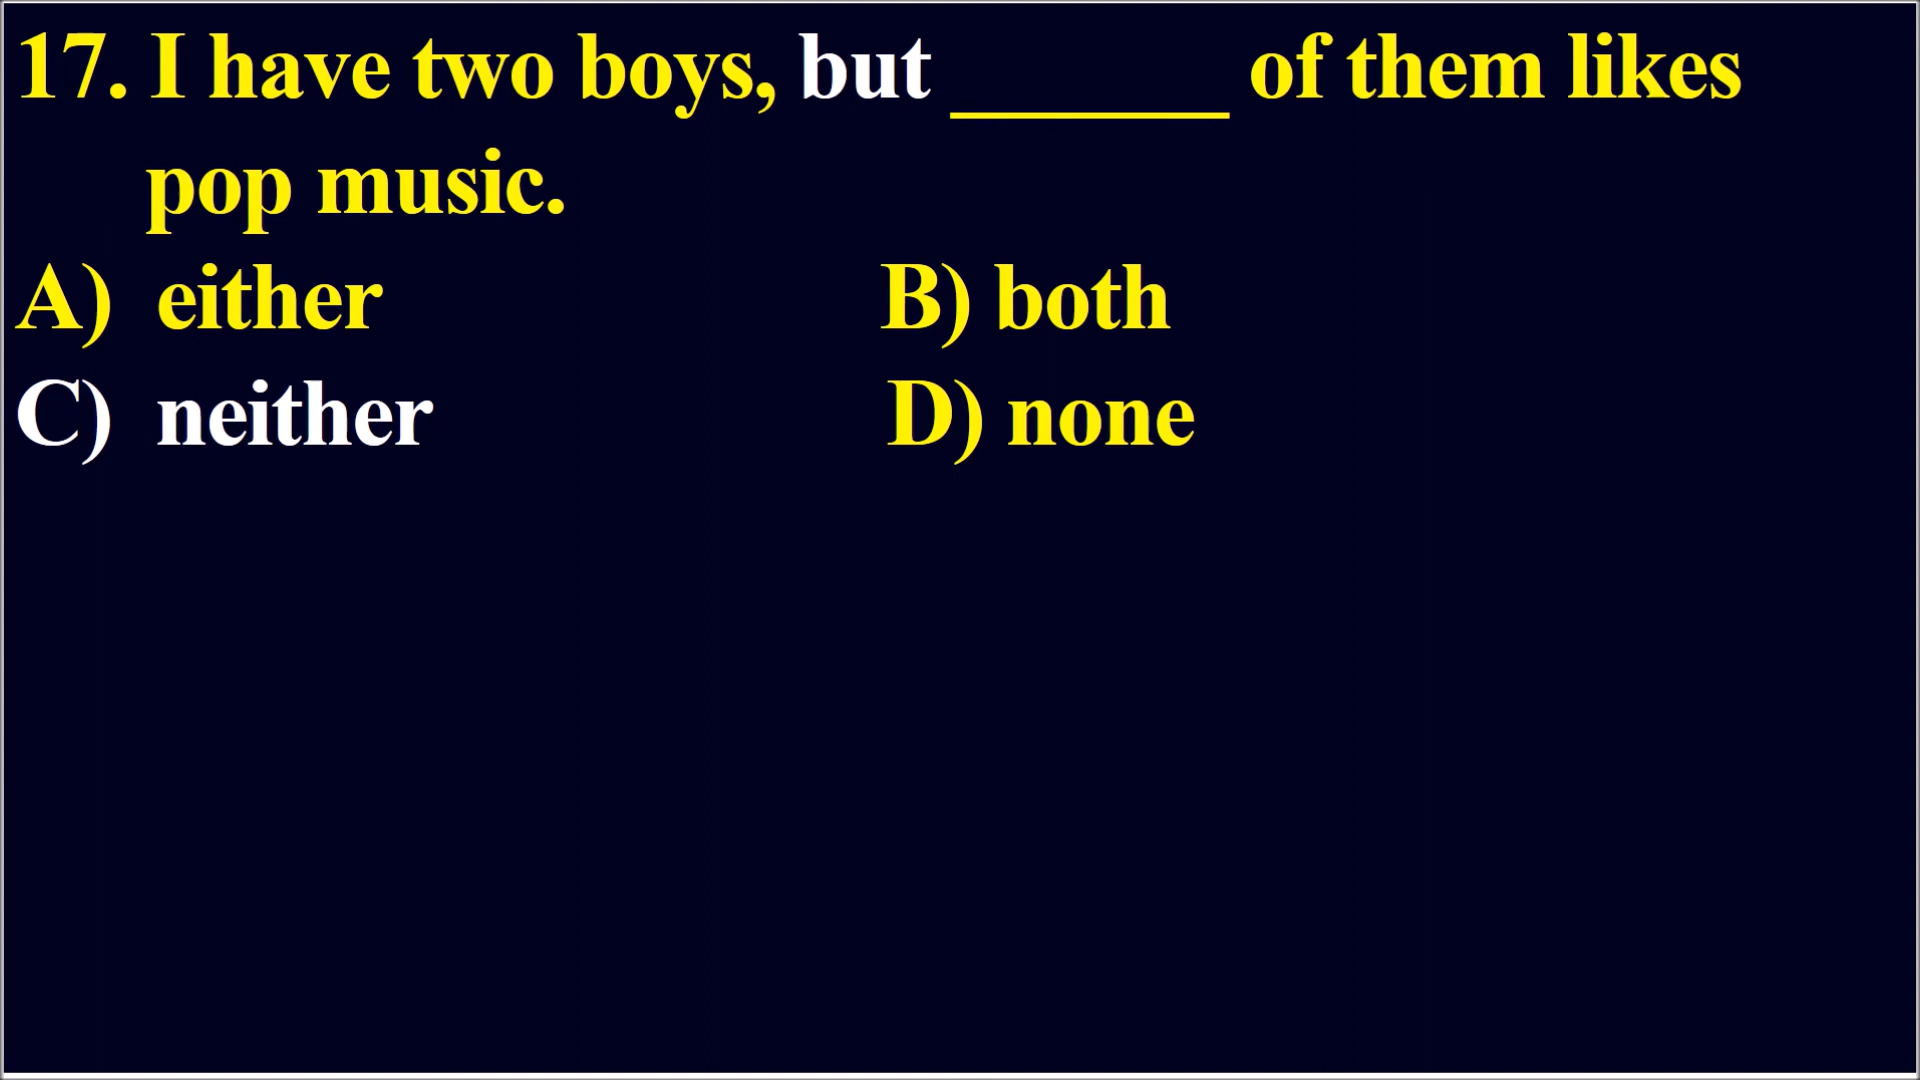 17. I have two boys, but ______ of them likes
pop music.
A) either B) both
C) neither D) none